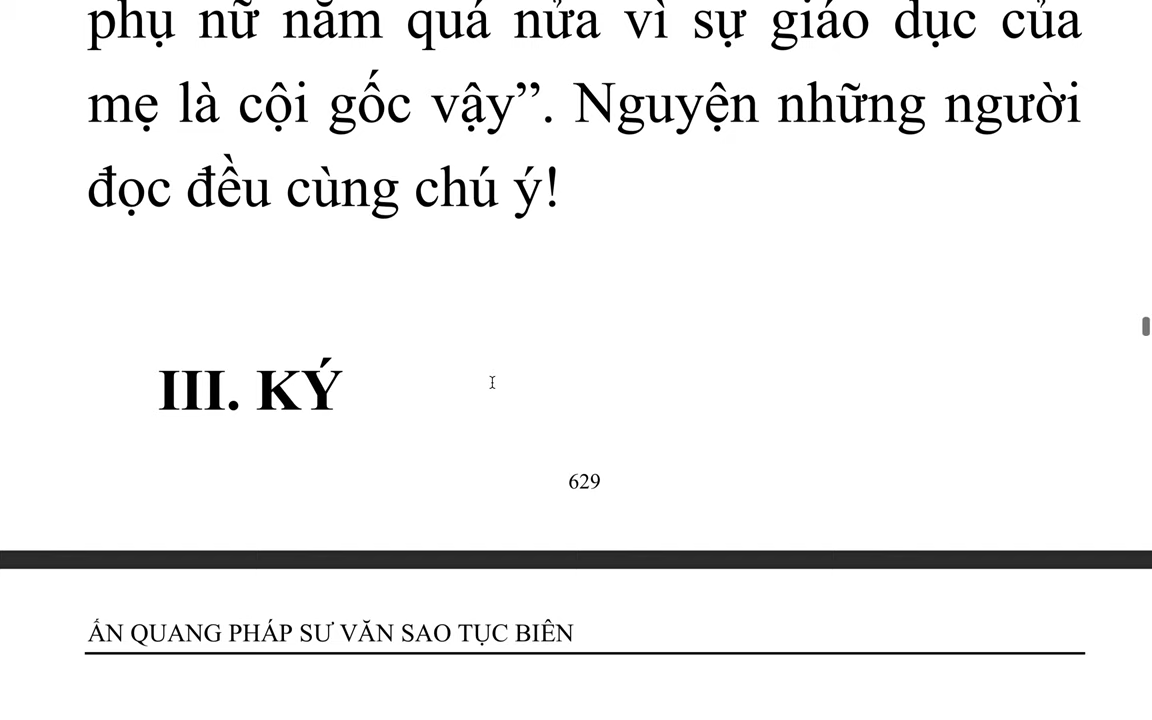 phụ nữ nắm quá nửa vì sự giáo dục của
mẹ là cội gốc vậy”. Nguyện những người
đọc đều cùng chú ý!
III. KÝ
629
ẤN QUANG PHÁP SƯ VĂN SAO TỤC BIÊN